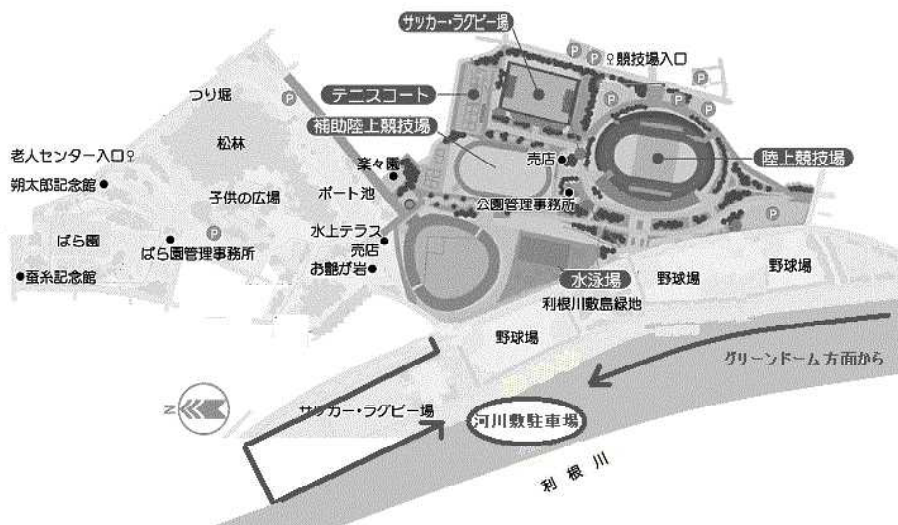 サッカー・ラグビー場
競技場入口
P
P
P
P
P
P
P
P
P
P
つり堀
テニスコート
松林
補助陸上競技場
老人センター入口
楽々園
売店
陸上競技場
朔太郎記念館
子供の広場
ボート池
公園管理事務所
ばら園
水上テラス
売店
ばら園管理事務所
お艶が岩
蚕糸記念館
水泳場
利根川敷島緑地
野球場
野球場
野球場
グリーンドーム方面から
N
サッカー・ラグビー場
河川敷駐車場
利根川